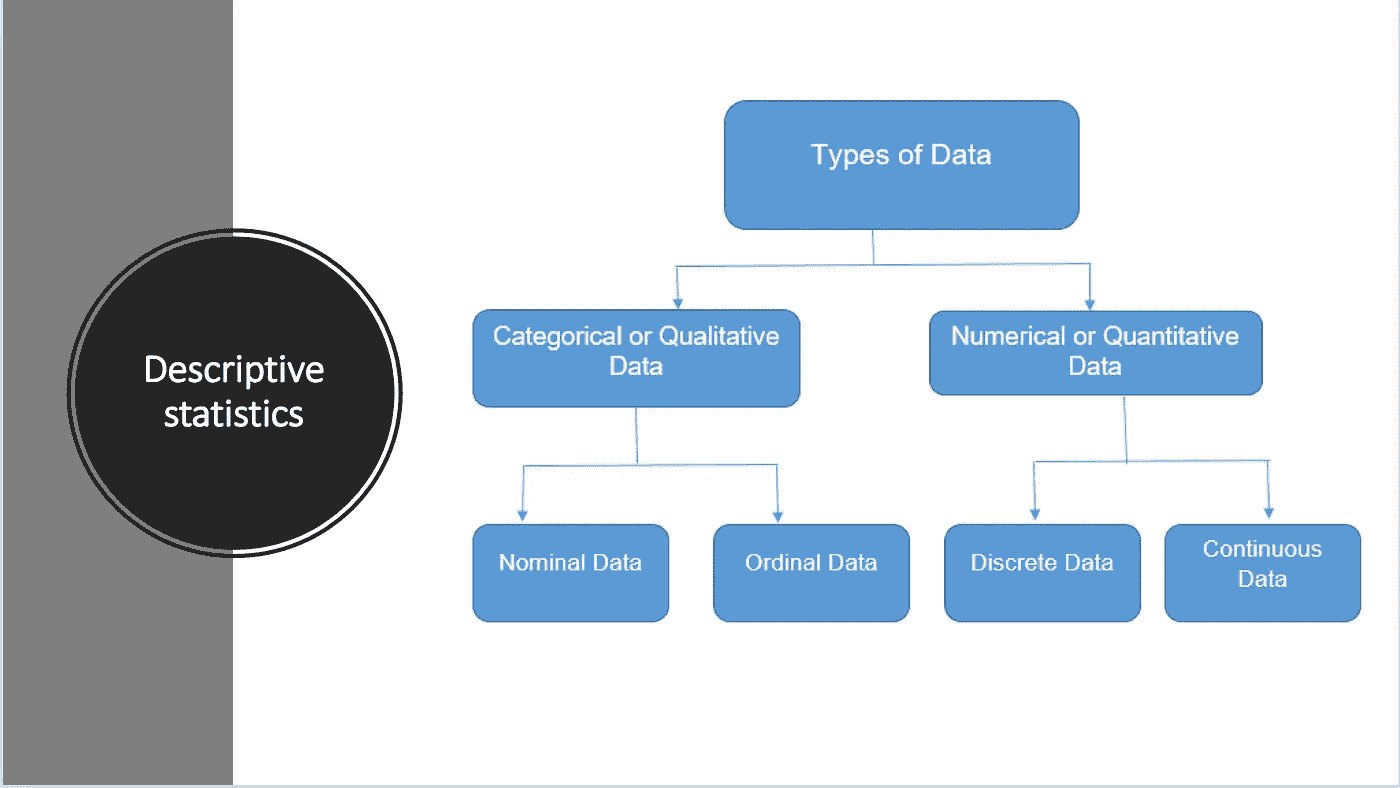 Descriptive
statistics
Types of Data
Categorical or Qualitative
Data
Numerical or Quantitative
Data
Nominal Data
Ordinal Data
Discrete Data
Continuous
Data